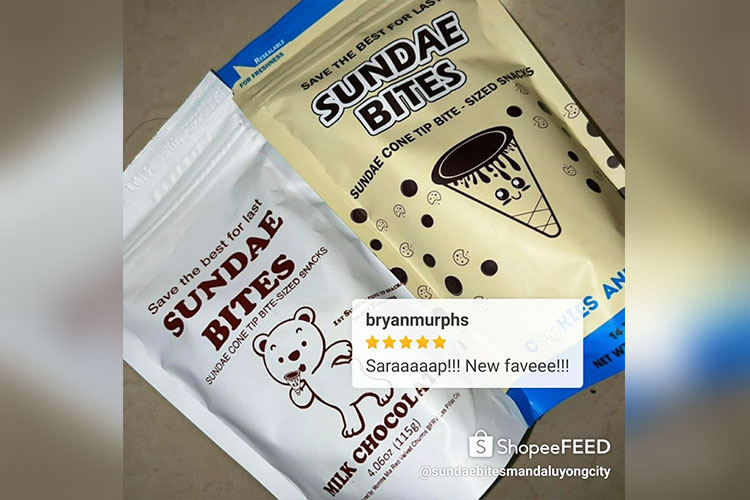 RESEALABLE
FOR FRESHNESS
SAVE THE BEST FOR LAST
SUNDAE
BITES
SUNDAE CONE TIP BITE - SIZED SNACKS
COOKIES AN
14
NET W
Save the best for last
SUNDAE
BITES
SUNDAE CONE TIP BITE-SIZED SNACKS
1ST
MILK CHOCOLA
4.06oz (115g)
bryanmurphs
Saraaaaap!!! New faveee!!!
ShopeeFEED
@sundaebitesmandaluyongcity